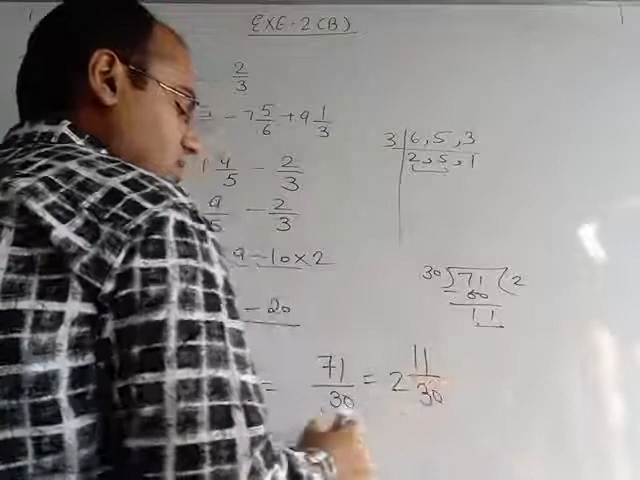 EXE-2(B)
2/3
= - 7 5/6 + 9 1/3
4/5 - 2/3
9/5 - 2/3
9 - 10 × 2
- 20
= 71/30 = 2 11/30
3 | 6, 5, 3
2, 5, 1
30 ) 71 ( 2
- 60
11